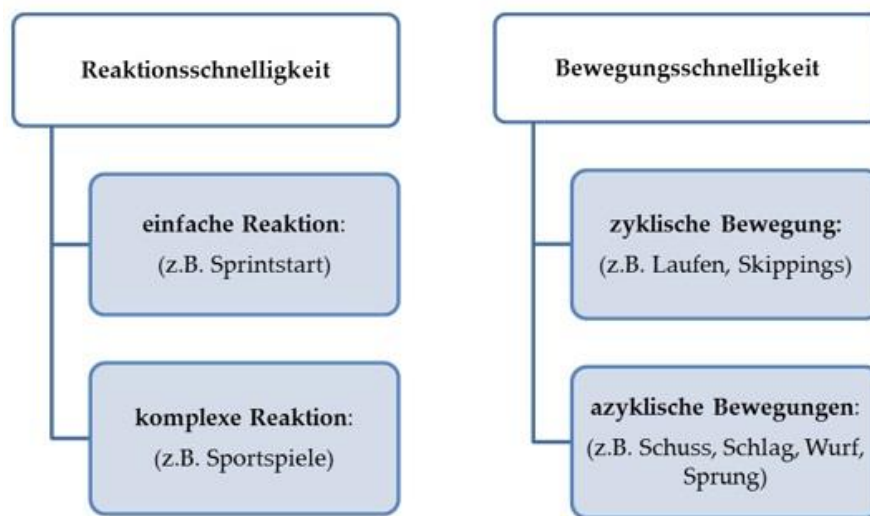 Reaktionsschnelligkeit
einfache Reaktion:
(z.B. Sprintstart)
komplexe Reaktion:
(z.B. Sportspiele)
Bewegungsschnelligkeit
zyklische Bewegung:
(z.B. Laufen, Skippings)
azyklische Bewegungen:
(z.B. Schuss, Schlag, Wurf,
Sprung)